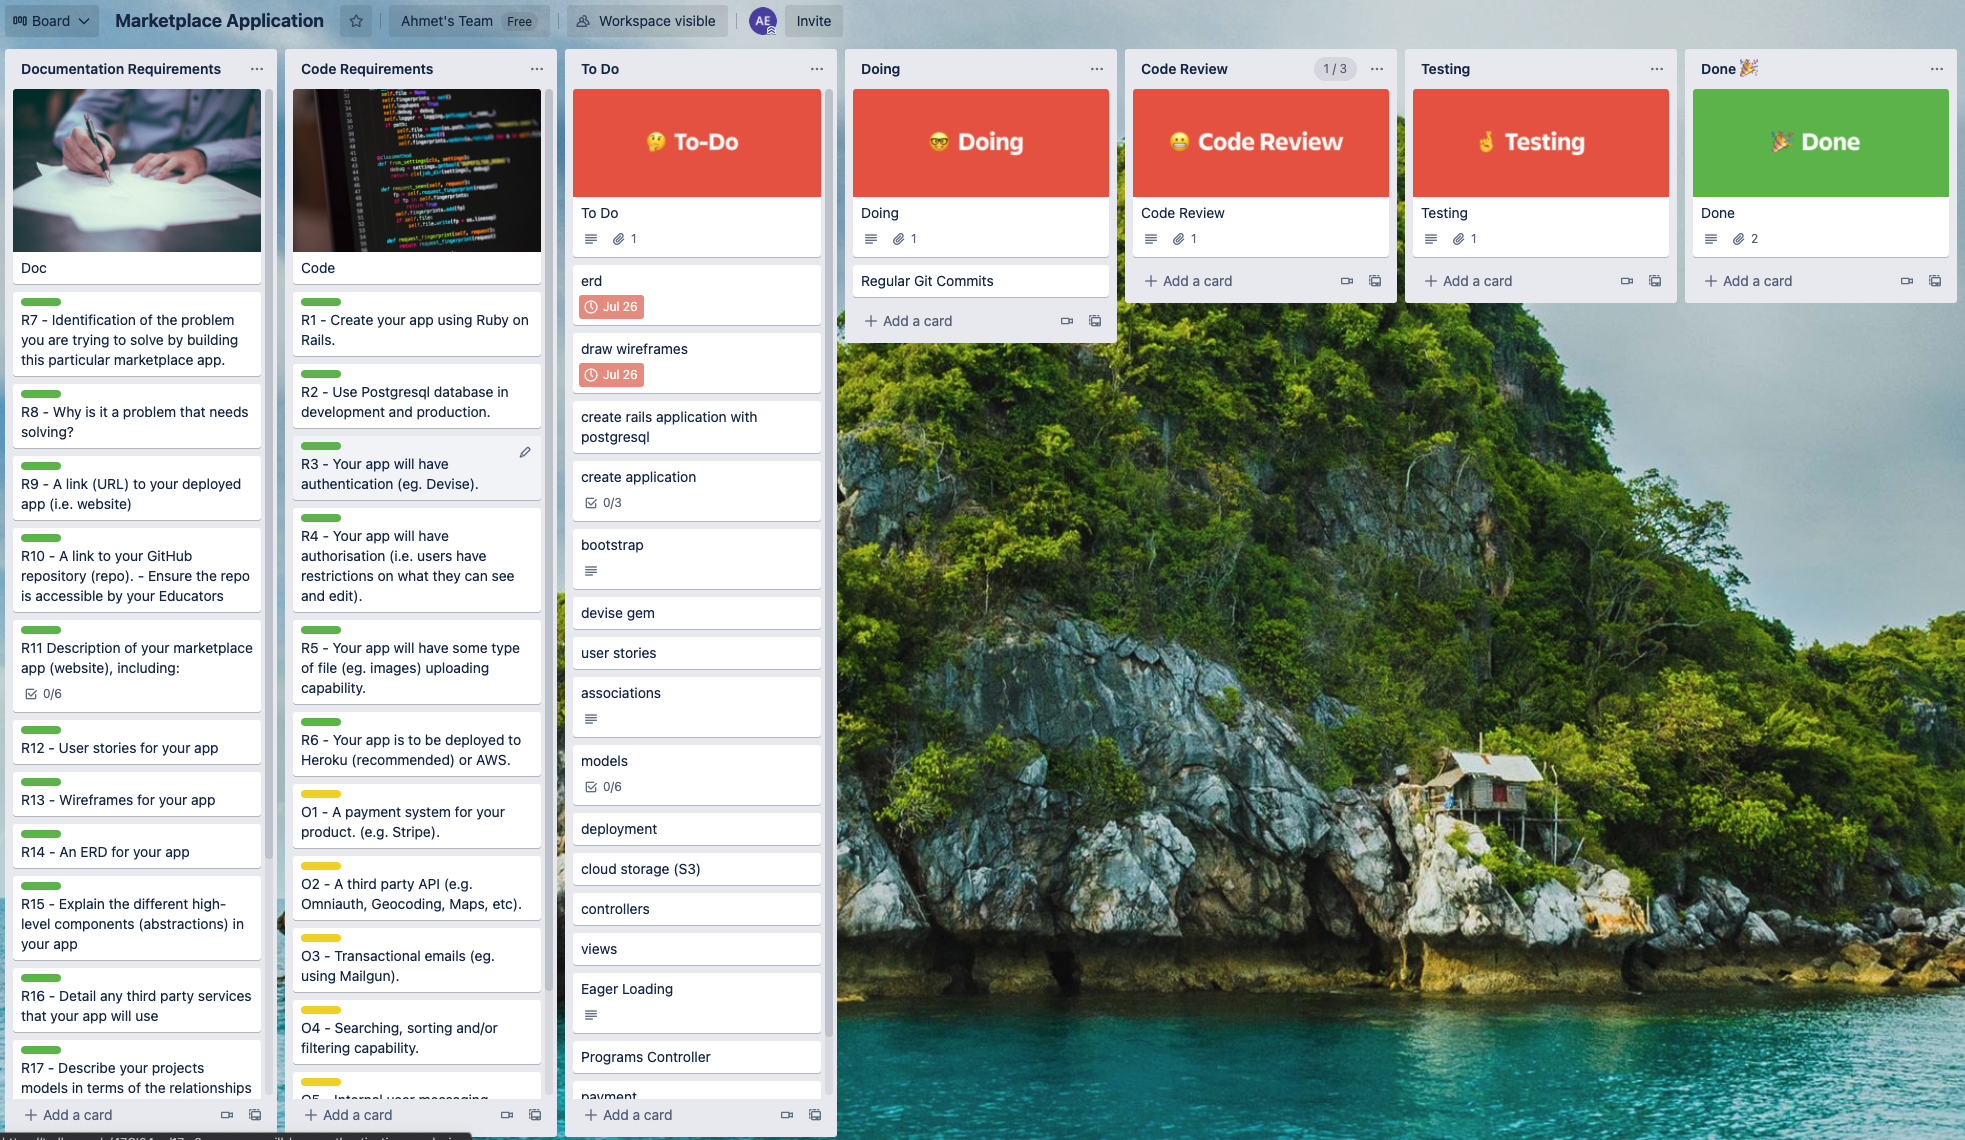 Board
Marketplace Application
Ahmet's Team Free
Workspace visible
AE
Invite
Documentation Requirements
Doc
R7 - Identification of the problem
you are trying to solve by building
this particular marketplace app.
R8 - Why is it a problem that needs
solving?
R9 - A link (URL) to your deployed
app (i.e. website)
R10 - A link to your GitHub
repository (repo). - Ensure the repo
is accessible by your Educators
R11 Description of your marketplace
app (website), including:
0/6
R12 - User stories for your app
R13 - Wireframes for your app
R14 - An ERD for your app
R15 - Explain the different high-
level components (abstractions) in
your app
R16 - Detail any third party services
that your app will use
R17 - Describe your projects
models in terms of the relationships
+ Add a card
Code Requirements
Code
R1 - Create your app using Ruby on
Rails.
R2 - Use Postgresql database in
development and production.
R3 - Your app will have
authentication (eg. Devise).
R4 - Your app will have
authorisation (i.e. users have
restrictions on what they can see
and edit).
R5 - Your app will have some type
of file (eg. images) uploading
capability.
R6 - Your app is to be deployed to
Heroku (recommended) or AWS.
O1 - A payment system for your
product. (e.g. Stripe).
O2 - A third party API (e.g.
Omniauth, Geocoding, Maps, etc).
O3 - Transactional emails (eg.
using Mailgun).
O4 - Searching, sorting and/or
filtering capability.
O5 - Internal user messaging
+ Add a card
To Do
🤔 To-Do
To Do
1
erd
Jul 26
draw wireframes
Jul 26
create rails application with
postgresql
create application
0/3
bootstrap
devise gem
user stories
associations
models
0/6
deployment
cloud storage (S3)
controllers
views
Eager Loading
Programs Controller
payment
+ Add a card
Doing
🤓 Doing
Doing
1
Regular Git Commits
+ Add a card
Code Review
1 / 3
😬 Code Review
Code Review
1
+ Add a card
Testing
🤞 Testing
Testing
1
+ Add a card
Done 🎉
🎉 Done
Done
2
+ Add a card